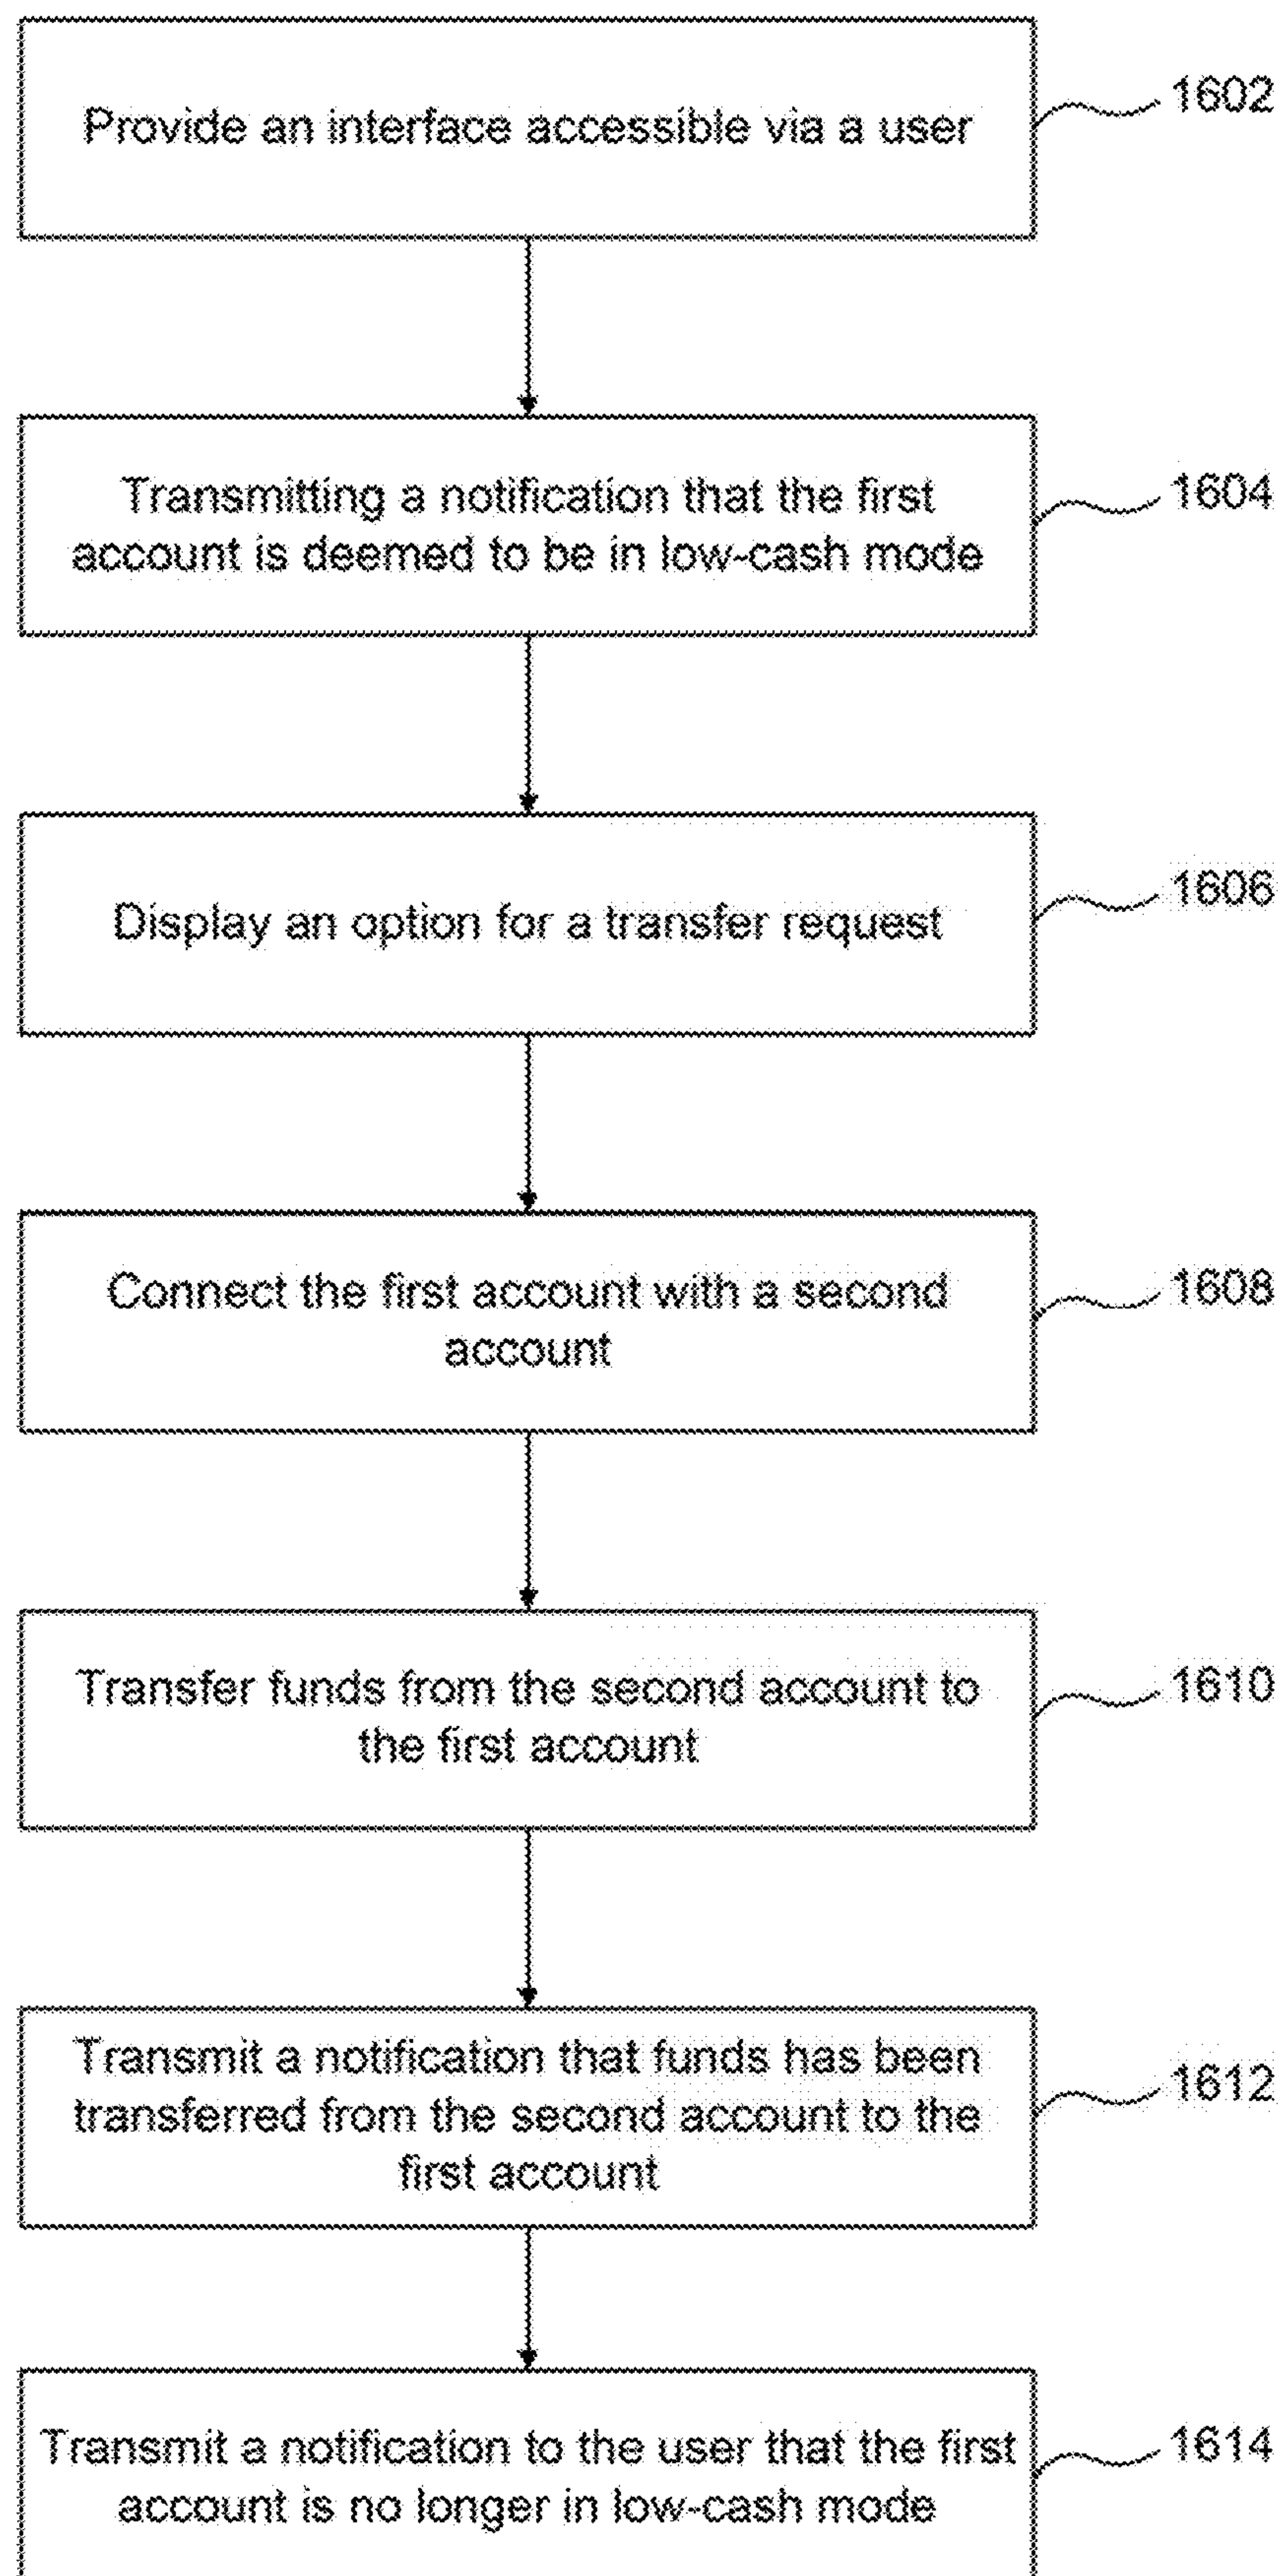 Provide an interface accessible via a user
1602
Transmitting a notification that the first
account is deemed to be in low-cash mode
1604
Display an option for a transfer request
1606
Connect the first account with a second
account
1608
Transfer funds from the second account to
the first account
1610
Transmit a notification that funds has been
transferred from the second account to the
first account
1612
Transmit a notification to the user that the first
account is no longer in low-cash mode
1614